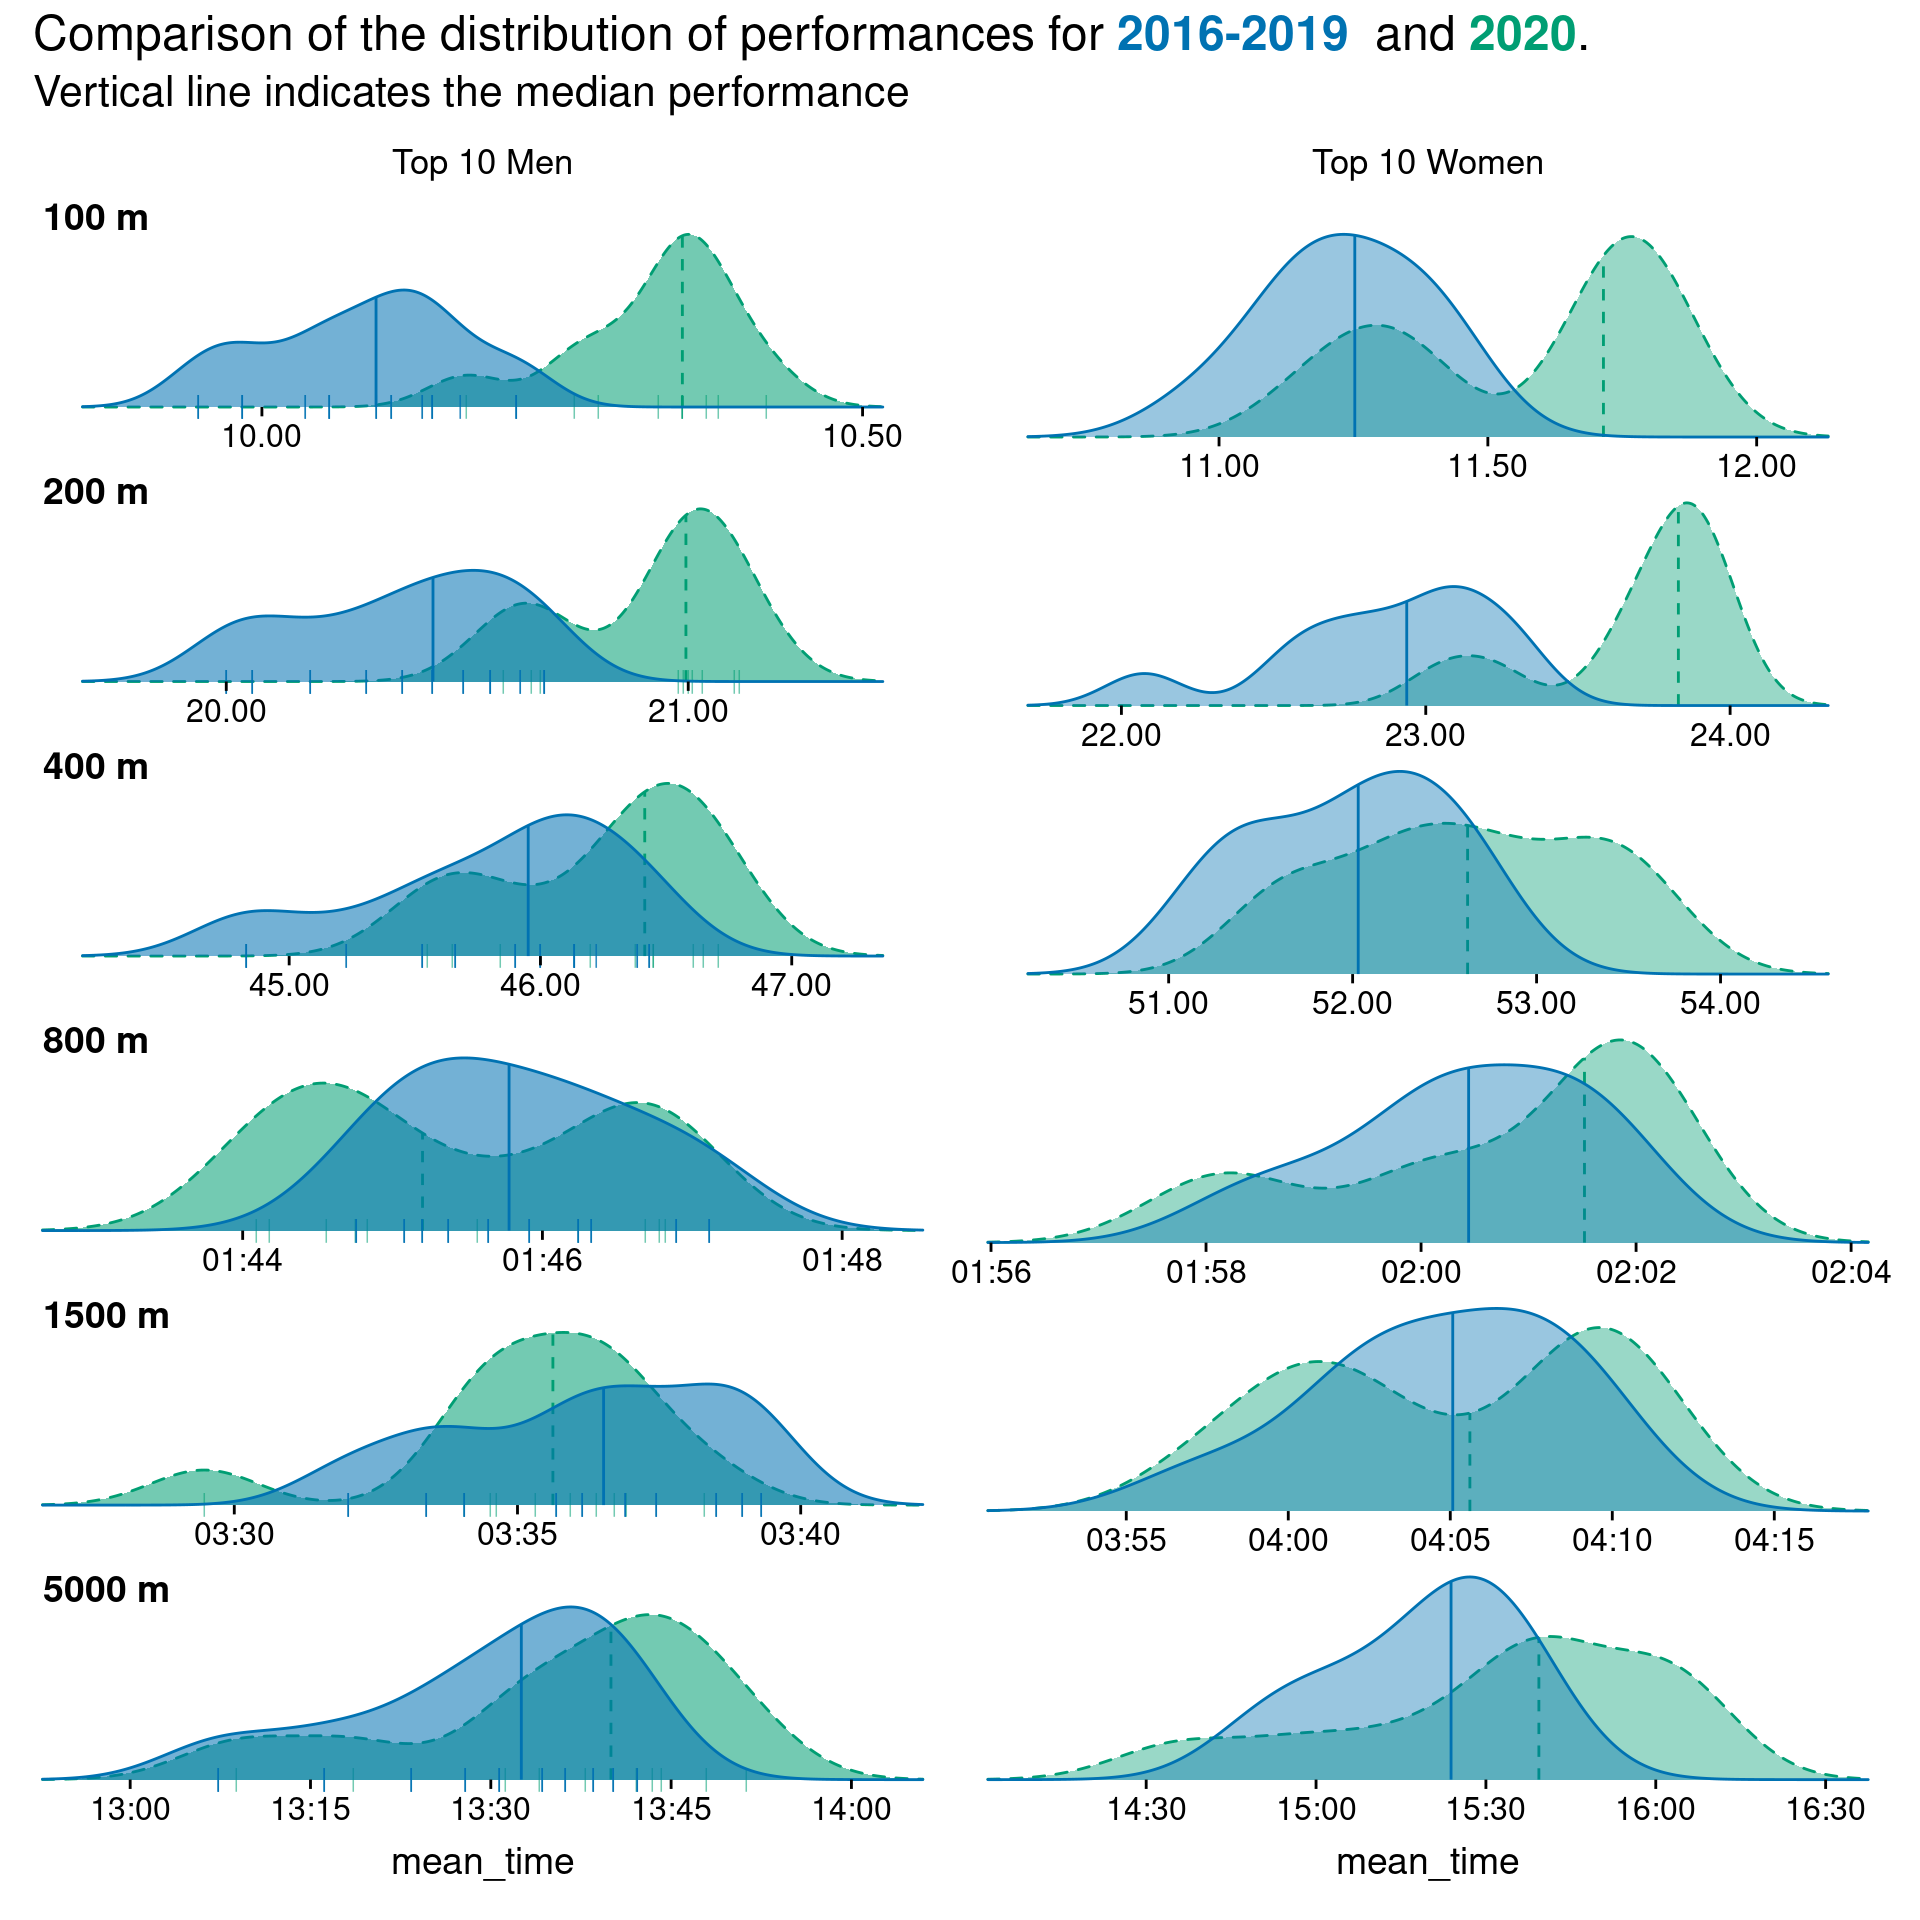 Comparison of the distribution of performances for 2016-2019 and 2020.
Vertical line indicates the median performance
Top 10 Men
Top 10 Women
100 m
10.00 10.50
11.00 11.50 12.00
200 m
20.00 21.00
22.00 23.00 24.00
400 m
45.00 46.00 47.00
51.00 52.00 53.00 54.00
800 m
01:44 01:46 01:48
01:56 01:58 02:00 02:02 02:04
1500 m
03:30 03:35 03:40
03:55 04:00 04:05 04:10 04:15
5000 m
13:00 13:15 13:30 13:45 14:00
14:30 15:00 15:30 16:00 16:30
mean_time
mean_time